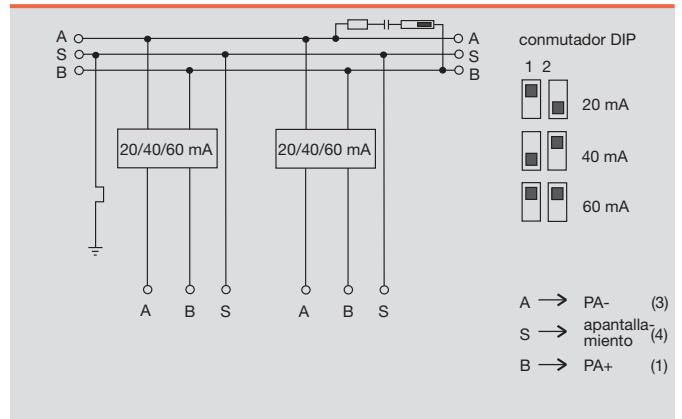 A
S
B
A
S
B
20/40/60 mA
20/40/60 mA
A B S
A B S
conmutador DIP
1 2
20 mA
40 mA
60 mA
A → PA- (3)
S → apantalla-
miento (4)
B → PA+ (1)